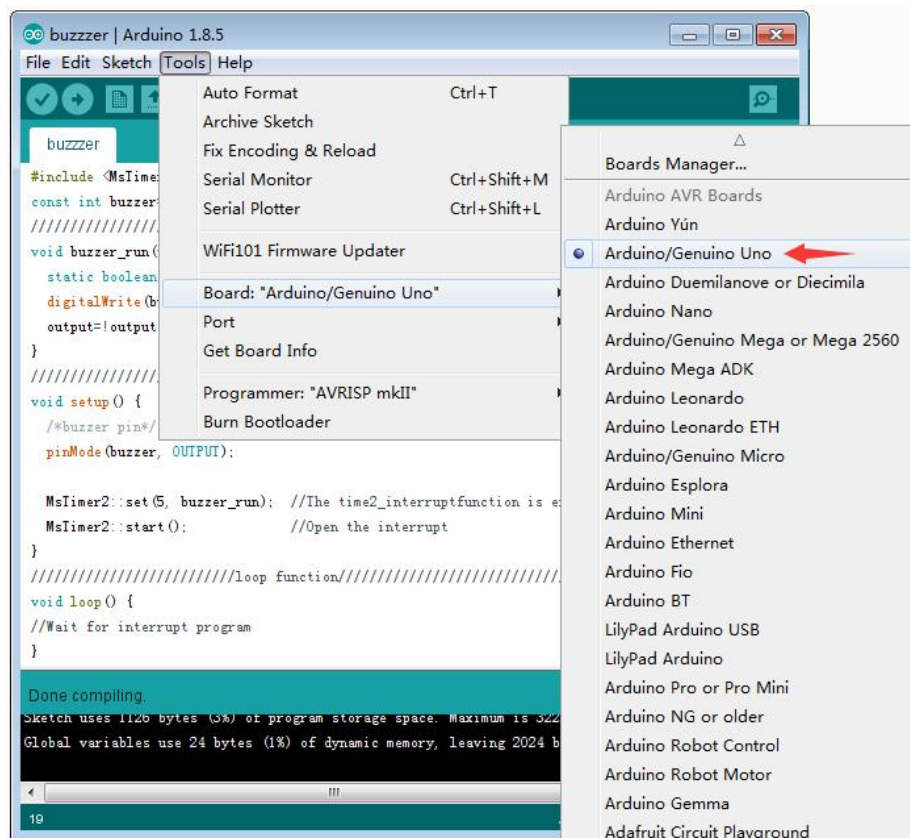 buzzzer | Arduino 1.8.5
File Edit Sketch Tools Help
buzzzer
#include <MsTime
const int buzzer
////////////////
void buzzer_run(
static boolean
digitalWrite(b
output=!output
}
////////////////
void setup() {
/*buzzer pin*/
pinMode(buzzer, OUTPUT);
MsTimer2::set(5, buzzer_run); //The time2_interruptfunction is e
MsTimer2::start(); //Open the interrupt
}
//////////////////////////loop function////////////////////////////
void loop() {
//Wait for interrupt program
}
Done compiling.
Sketch uses 1126 bytes (3%) of program storage space. Maximum is 322
Global variables use 24 bytes (1%) of dynamic memory, leaving 2024 b
19
Auto Format Ctrl+T
Archive Sketch
Fix Encoding & Reload
Serial Monitor Ctrl+Shift+M
Serial Plotter Ctrl+Shift+L
WiFi101 Firmware Updater
Board: "Arduino/Genuino Uno"
Port
Get Board Info
Programmer: "AVRISP mkII"
Burn Bootloader
Boards Manager...
Arduino AVR Boards
Arduino Yún
Arduino/Genuino Uno
Arduino Duemilanove or Diecimila
Arduino Nano
Arduino/Genuino Mega or Mega 2560
Arduino Mega ADK
Arduino Leonardo
Arduino Leonardo ETH
Arduino/Genuino Micro
Arduino Esplora
Arduino Mini
Arduino Ethernet
Arduino Fio
Arduino BT
LilyPad Arduino USB
LilyPad Arduino
Arduino Pro or Pro Mini
Arduino NG or older
Arduino Robot Control
Arduino Robot Motor
Arduino Gemma
Adafruit Circuit Playground